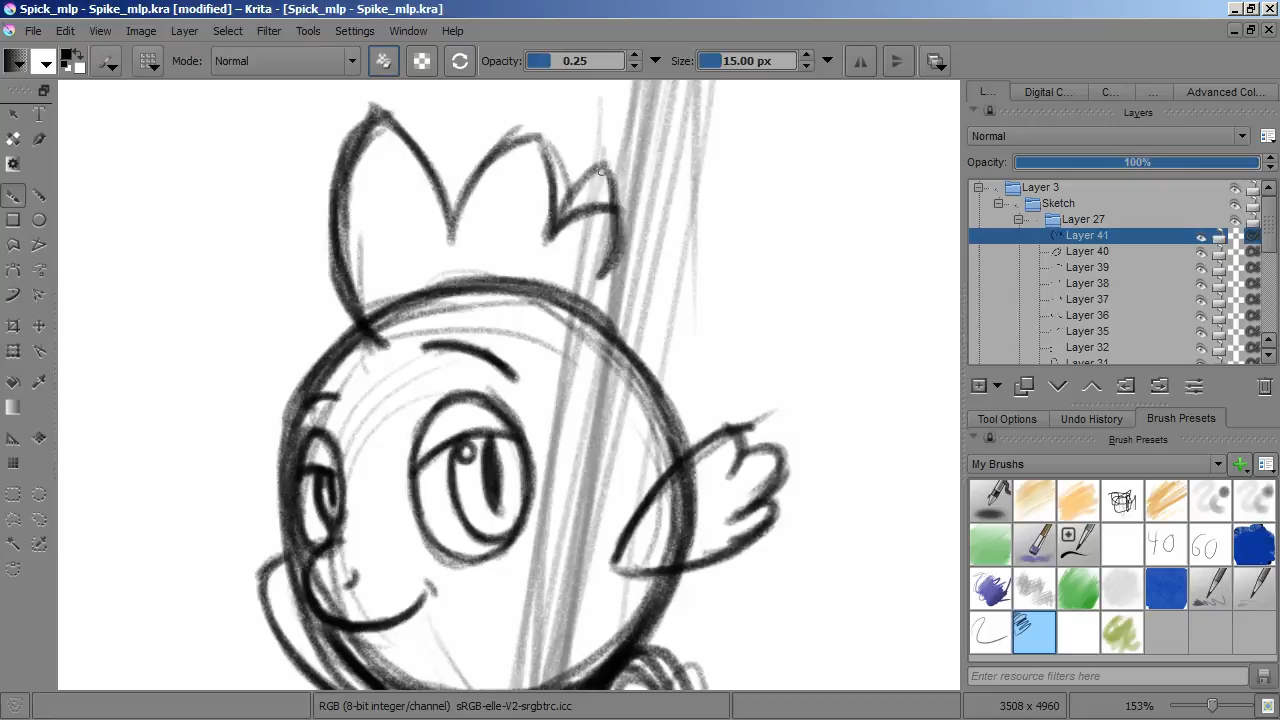 Spick_mlp - Spike_mlp.kra [modified] – Krita - [Spick_mlp - Spike_mlp.kra]
File Edit View Image Layer Select Filter Tools Settings Window Help
Mode: Normal Opacity: 0.25 Size: 15.00 px
L... Digital C... C... ... Advanced Col...
Layers
Normal
Opacity: 100%
Layer 3
Sketch
Layer 27
Layer 41
Layer 40
Layer 39
Layer 38
Layer 37
Layer 36
Layer 35
Layer 32
Layer 31
Tool Options Undo History Brush Presets
Brush Presets
My Brushes
40 60
Enter resource filters here
RGB (8-bit integer/channel) sRGB-elle-V2-srgbtrc.icc 3508 x 4960 153%